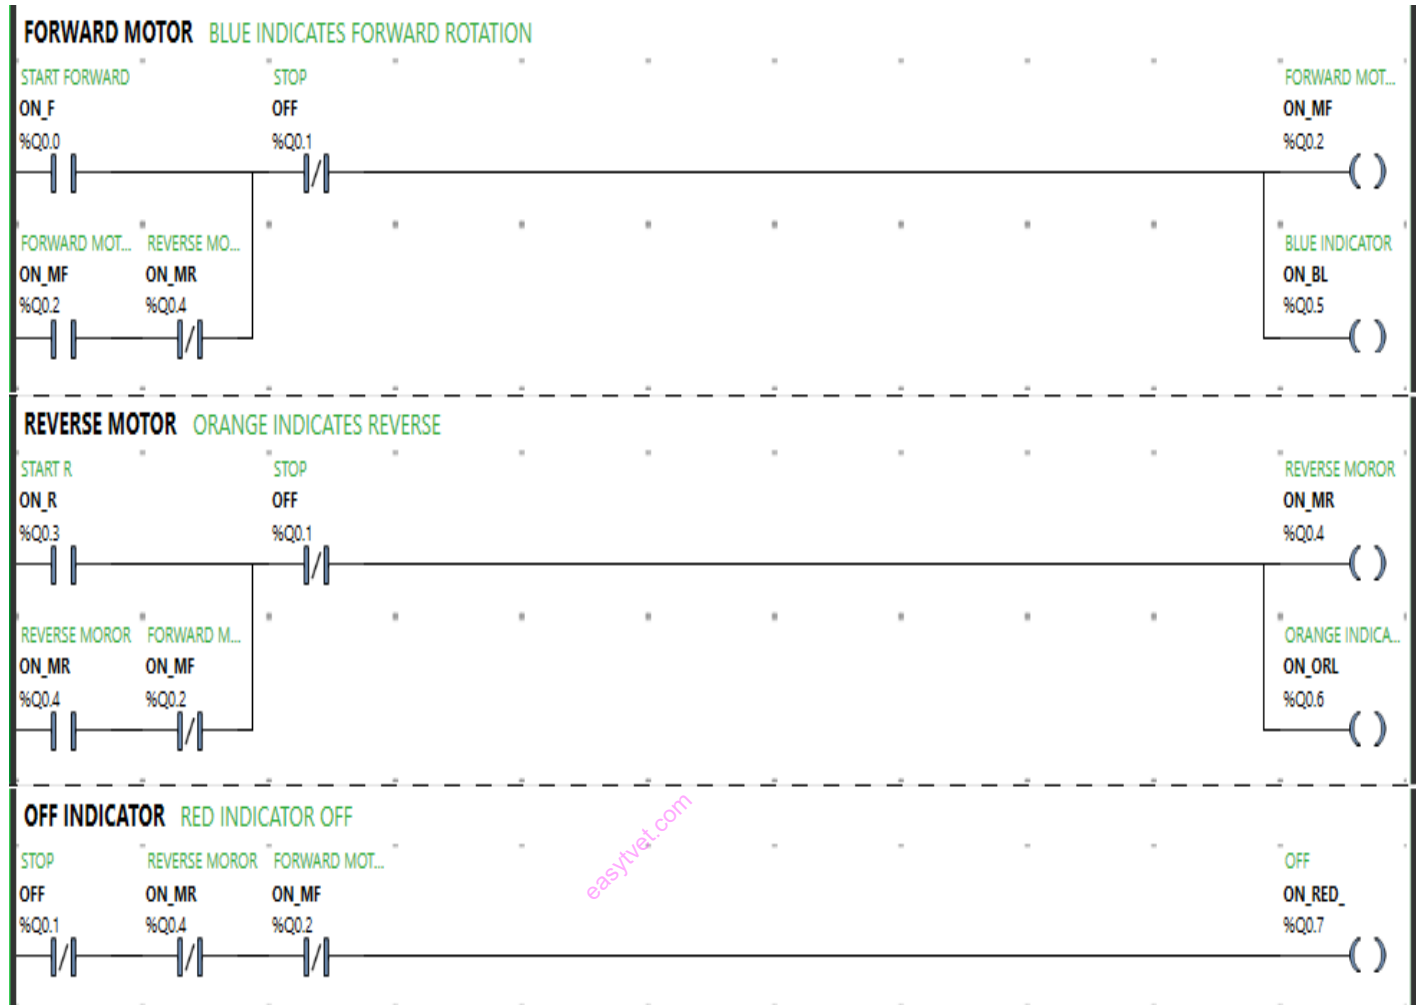 FORWARD MOTOR BLUE INDICATES FORWARD ROTATION
START FORWARD STOP FORWARD MOT...
ON_F OFF ON_MF
%Q0.0 %Q0.1 %Q0.2
FORWARD MOT... REVERSE MO... BLUE INDICATOR
ON_MF ON_MR ON_BL
%Q0.2 %Q0.4 %Q0.5
REVERSE MOTOR ORANGE INDICATES REVERSE
START R STOP REVERSE MOROR
ON_R OFF ON_MR
%Q0.3 %Q0.1 %Q0.4
REVERSE MOROR FORWARD M... ORANGE INDICA...
ON_MR ON_MF ON_ORL
%Q0.4 %Q0.2 %Q0.6
OFF INDICATOR RED INDICATOR OFF
easytvet.com
STOP REVERSE MOROR FORWARD MOT... OFF
OFF ON_MR ON_MF ON_RED_
%Q0.1 %Q0.4 %Q0.2 %Q0.7